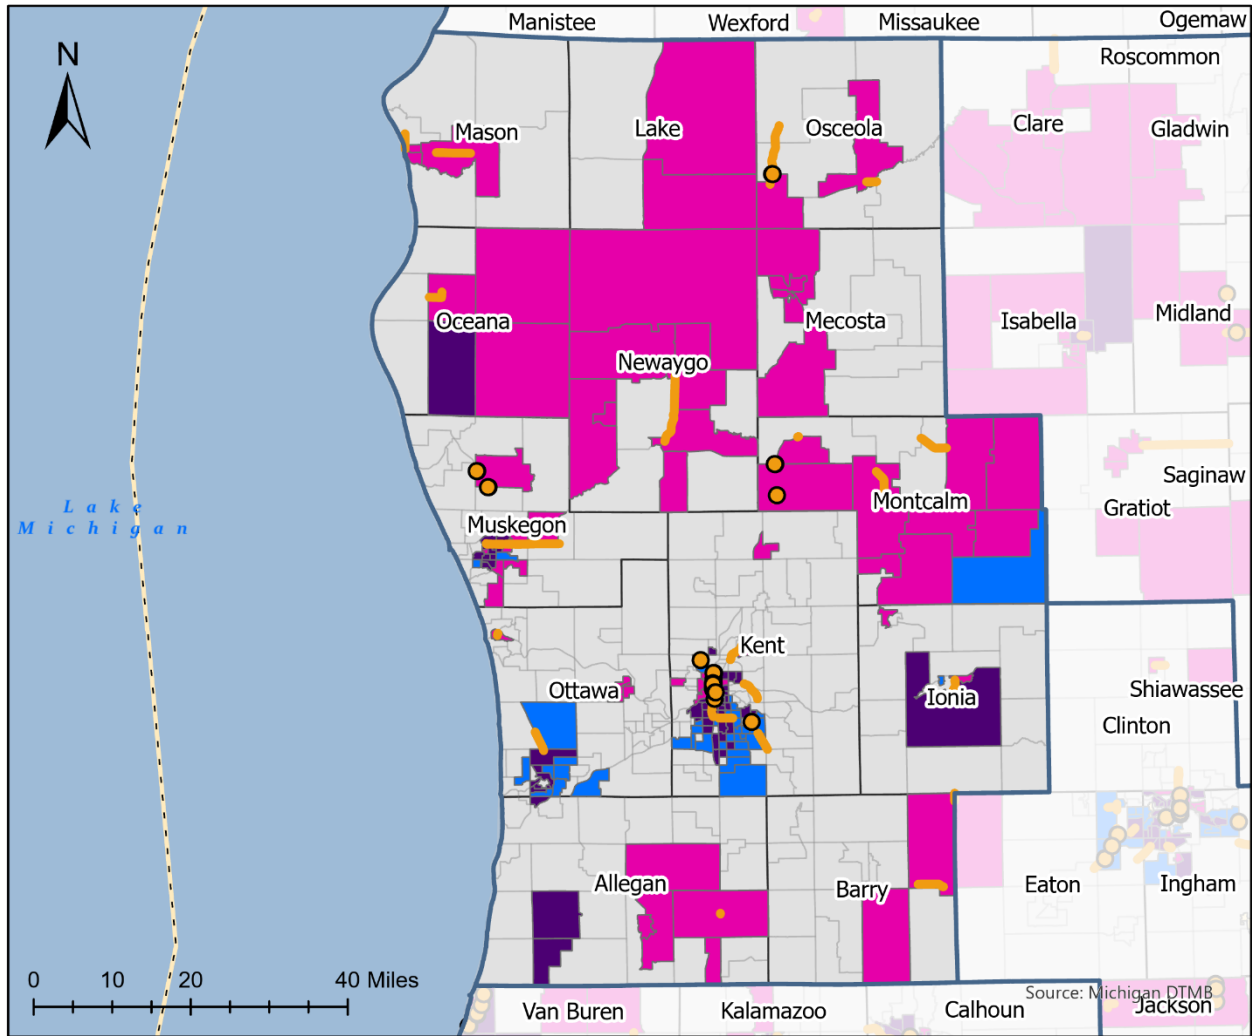 Manistee
Wexford
Missaukee
Ogemaw
N
Roscommon
Mason
Lake
Osceola
Clare
Gladwin
Oceana
Mecosta
Isabella
Midland
Newaygo
Saginaw
Lake
Michigan
Montcalm
Gratiot
Muskegon
Kent
Ottawa
Ionia
Shiawassee
Clinton
Allegan
Barry
Eaton
Ingham
0 10 20 40 Miles
Source: Michigan DTMB
Van Buren
Kalamazoo
Calhoun
Jackson